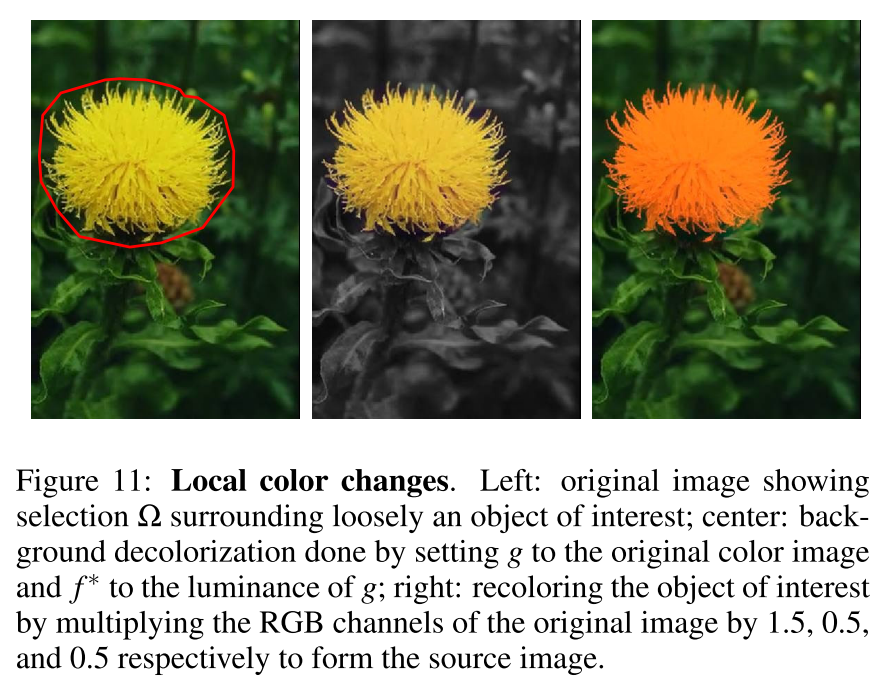 Figure 11: Local color changes. Left: original image showing
selection Ω surrounding loosely an object of interest; center: back-
ground decolorization done by setting g to the original color image
and f* to the luminance of g; right: recoloring the object of interest
by multiplying the RGB channels of the original image by 1.5, 0.5,
and 0.5 respectively to form the source image.